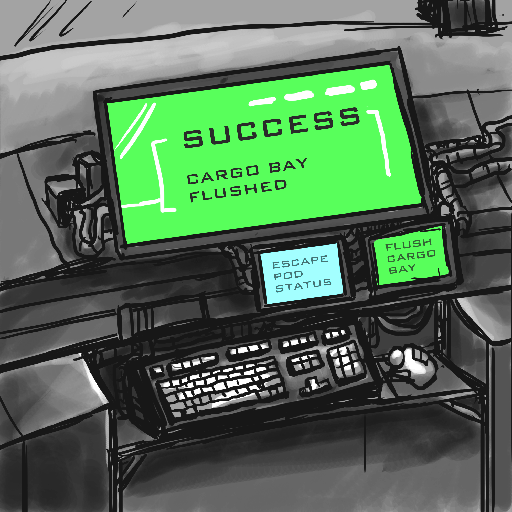 SUCCESS
CARGO BAY
FLUSHED
ESCAPE
POD
STATUS
FLUSH
CARGO
BAY